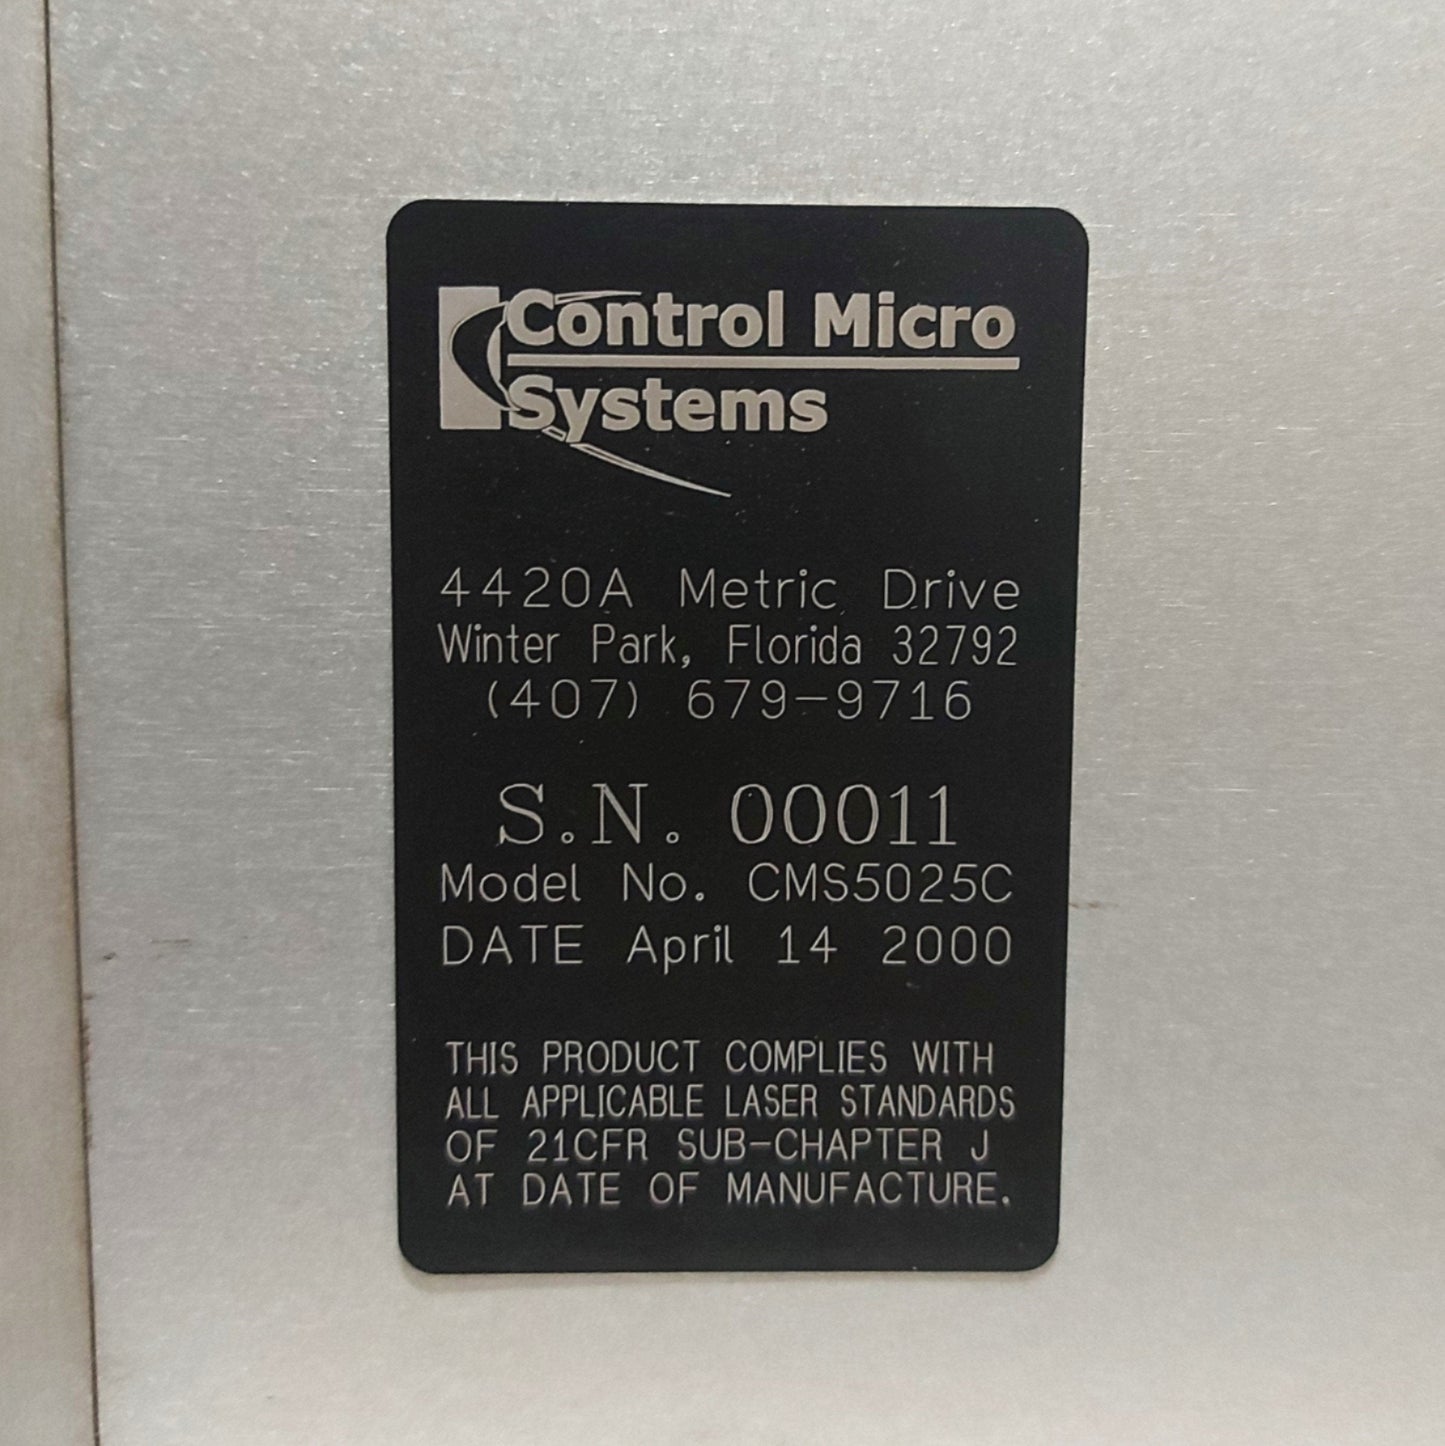 Control Micro
Systems
4420A Metric Drive
Winter Park, Florida 32792
(407) 679-9716
S.N. 00011
Model No. CMS5025C
DATE April 14 2000
THIS PRODUCT COMPLIES WITH
ALL APPLICABLE LASER STANDARDS
OF 21CFR SUB-CHAPTER J
AT DATE OF MANUFACTURE.